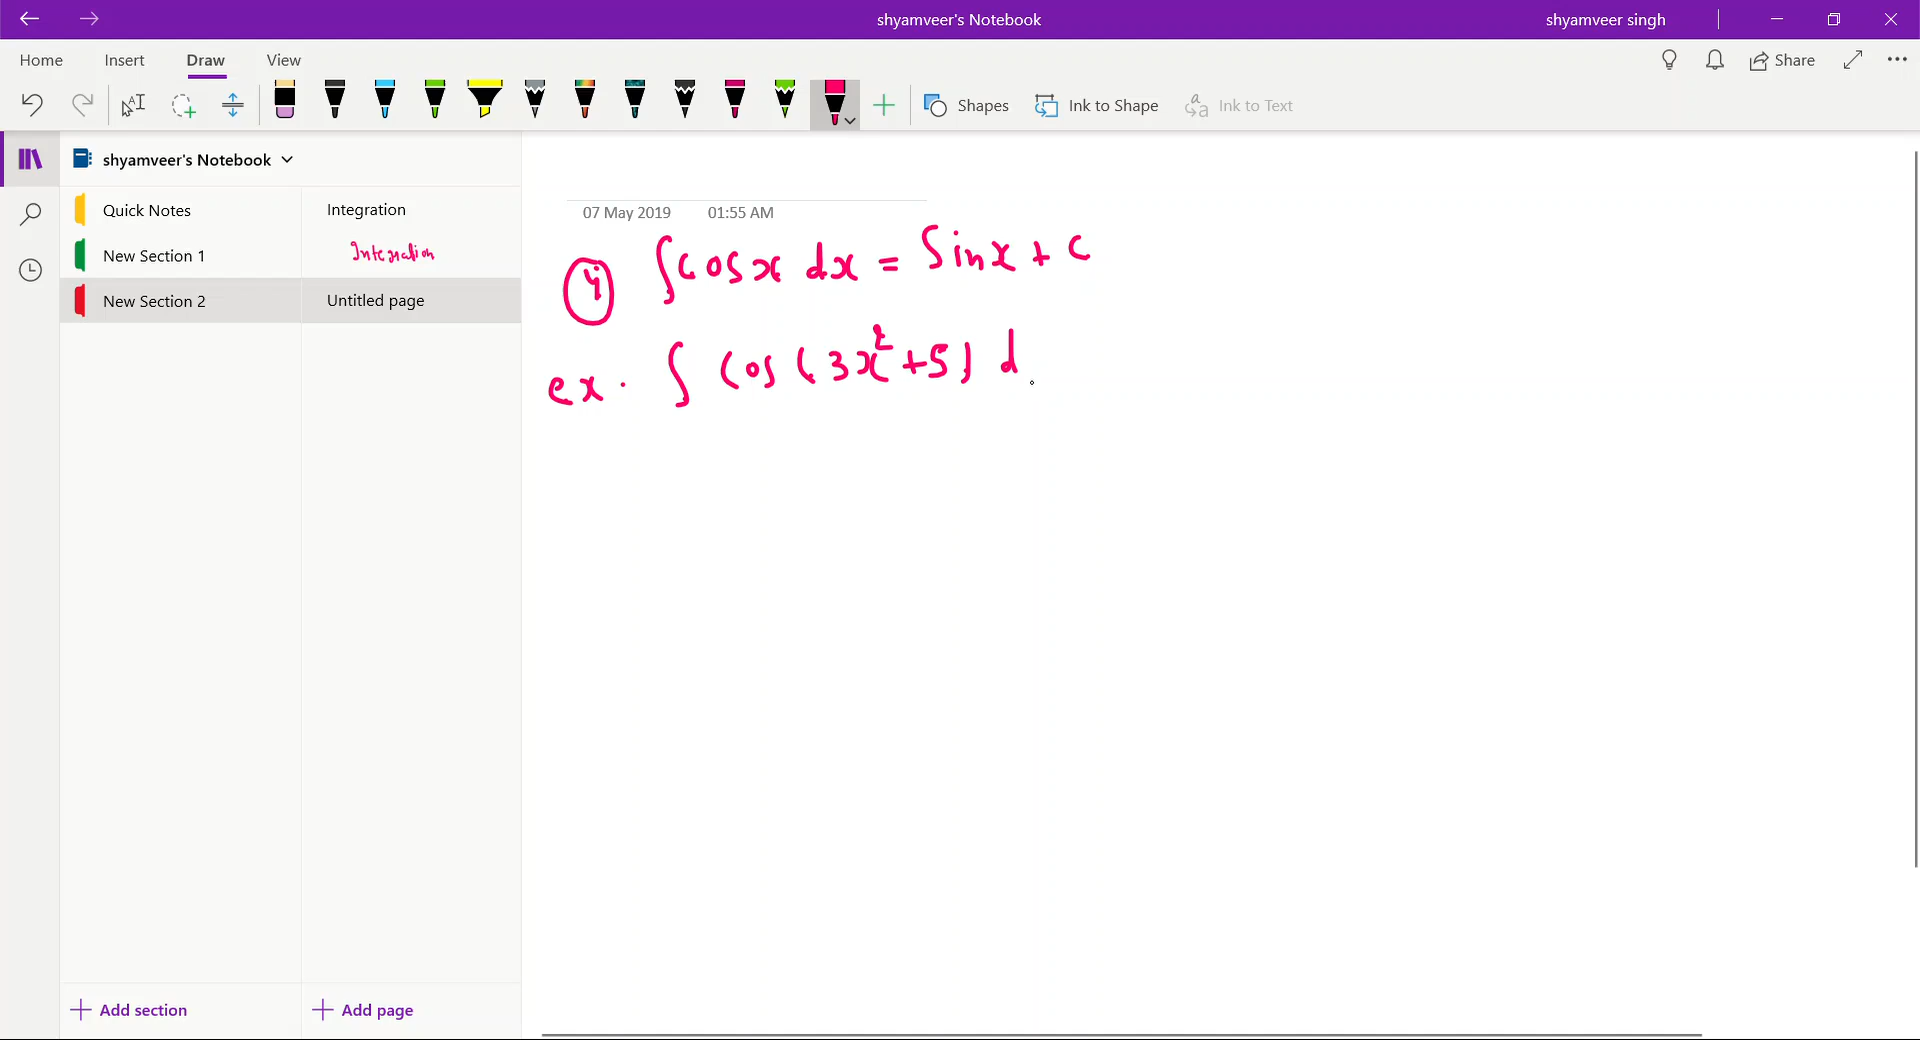 shyamveer's Notebook
shyamveer singh
Home Insert Draw View
Share
Shapes Ink to Shape Ink to Text
shyamveer's Notebook
Quick Notes
New Section 1
New Section 2
Integration
Integration
Untitled page
07 May 2019 01:55 AM
④ ∫cosx dx = Sinx + c
ex. ∫ cos (3x²+5) d
Add section
Add page